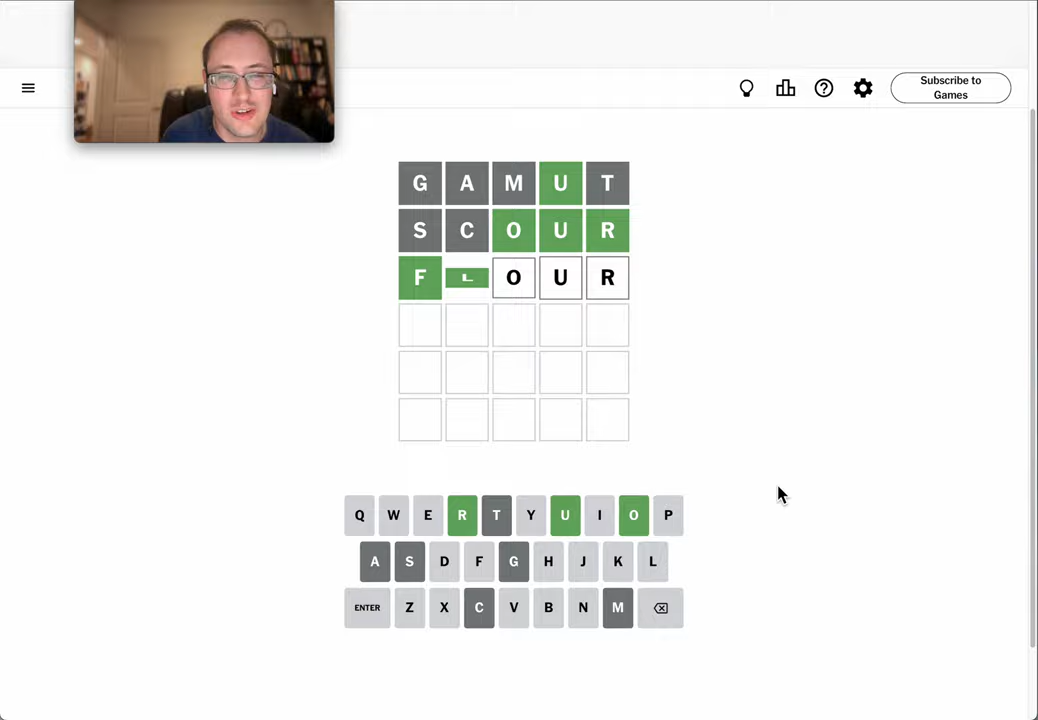 Subscribe to
Games
G A M U T
S C O U R
F L O U R
Q W E R T Y U I O P
A S D F G H J K L
ENTER Z X C V B N M